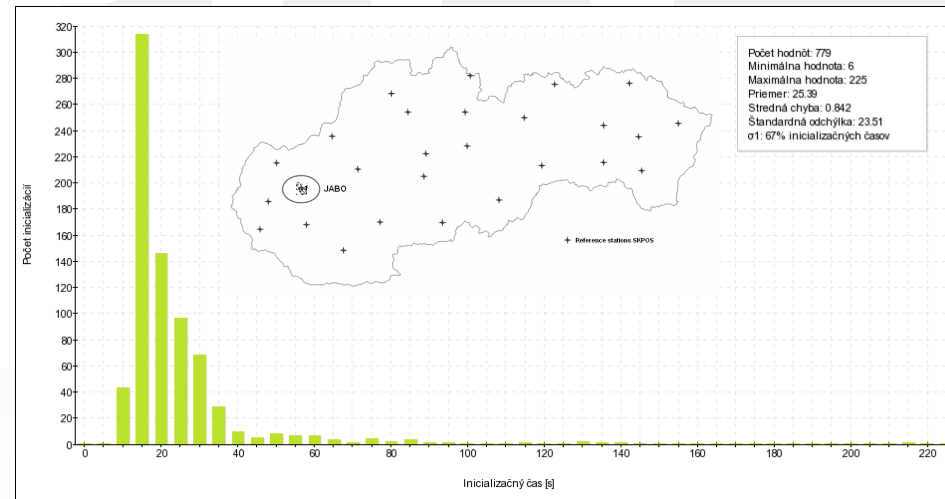 320
300
280
260
240
220
200
180
160
140
120
100
80
60
40
20
0
Počet inicializácií
JABO
Reference stations SKPOS
Počet hodnôt: 779
Minimálna hodnota: 6
Maximálna hodnota: 225
Priemer: 25.39
Stredná chyba: 0.842
Štandardná odchýlka: 23.51
σ1: 67% inicializačných časov
0 20 40 60 80 100 120 140 160 180 200 220
Inicializačný čas [s]